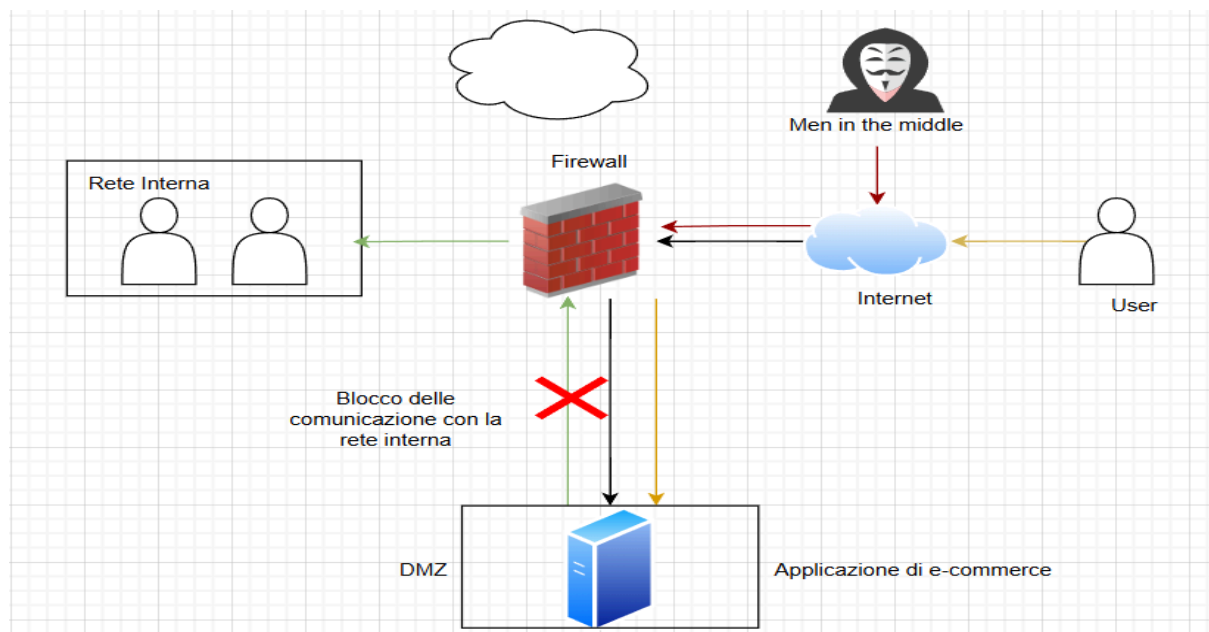 Men in the middle
Firewall
Rete Interna
Internet
User
Blocco delle
comunicazione con la
rete interna
DMZ
Applicazione di e-commerce